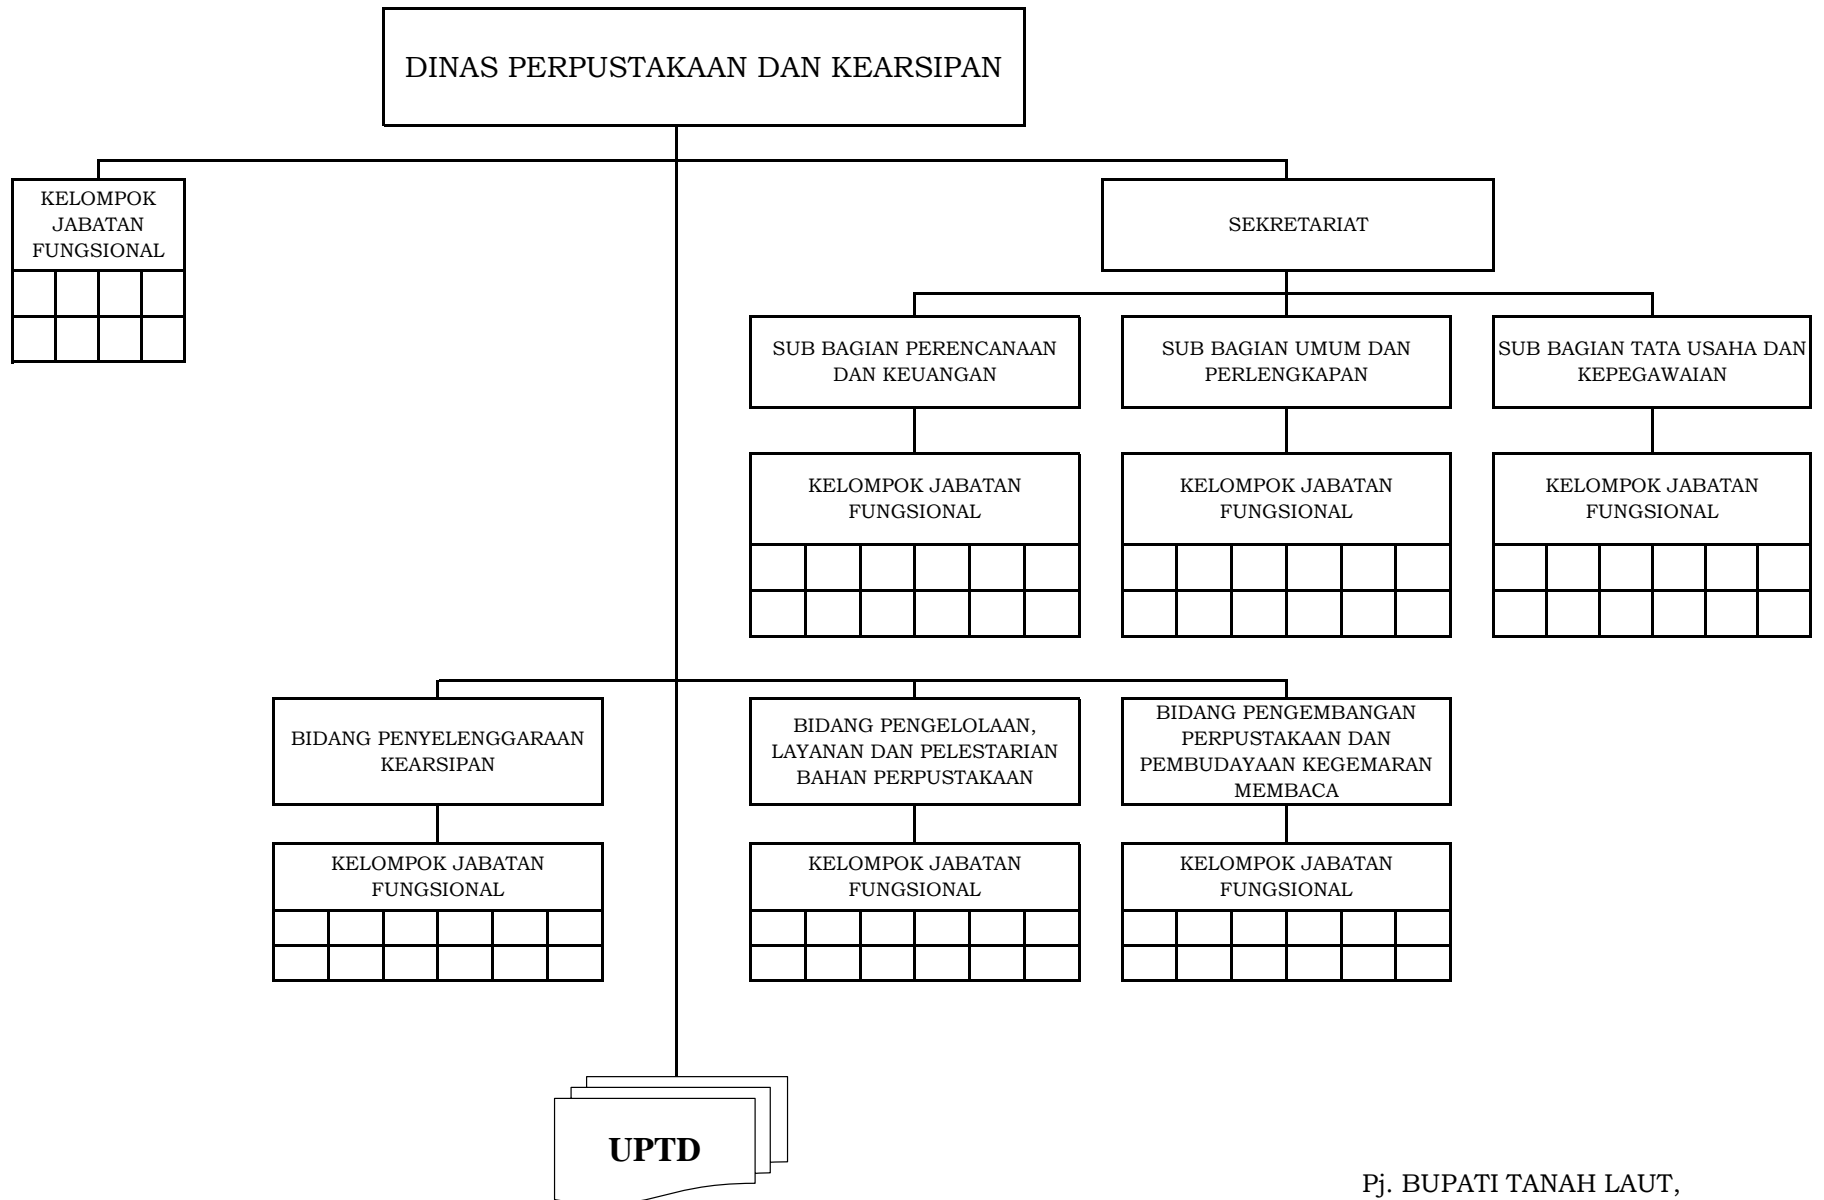 DINAS PERPUSTAKAAN DAN KEARSIPAN
KELOMPOK
JABATAN
FUNGSIONAL
SEKRETARIAT
SUB BAGIAN PERENCANAAN
DAN KEUANGAN
SUB BAGIAN UMUM DAN
PERLENGKAPAN
SUB BAGIAN TATA USAHA DAN
KEPEGAWAIAN
KELOMPOK JABATAN
FUNGSIONAL
KELOMPOK JABATAN
FUNGSIONAL
KELOMPOK JABATAN
FUNGSIONAL
BIDANG PENYELENGGARAAN
KEARSIPAN
BIDANG PENGELOLAAN,
LAYANAN DAN PELESTARIAN
BAHAN PERPUSTAKAAN
BIDANG PENGEMBANGAN
PERPUSTAKAAN DAN
PEMBUDAYAAN KEGEMARAN
MEMBACA
KELOMPOK JABATAN
FUNGSIONAL
KELOMPOK JABATAN
FUNGSIONAL
KELOMPOK JABATAN
FUNGSIONAL
UPTD
Pj. BUPATI TANAH LAUT,